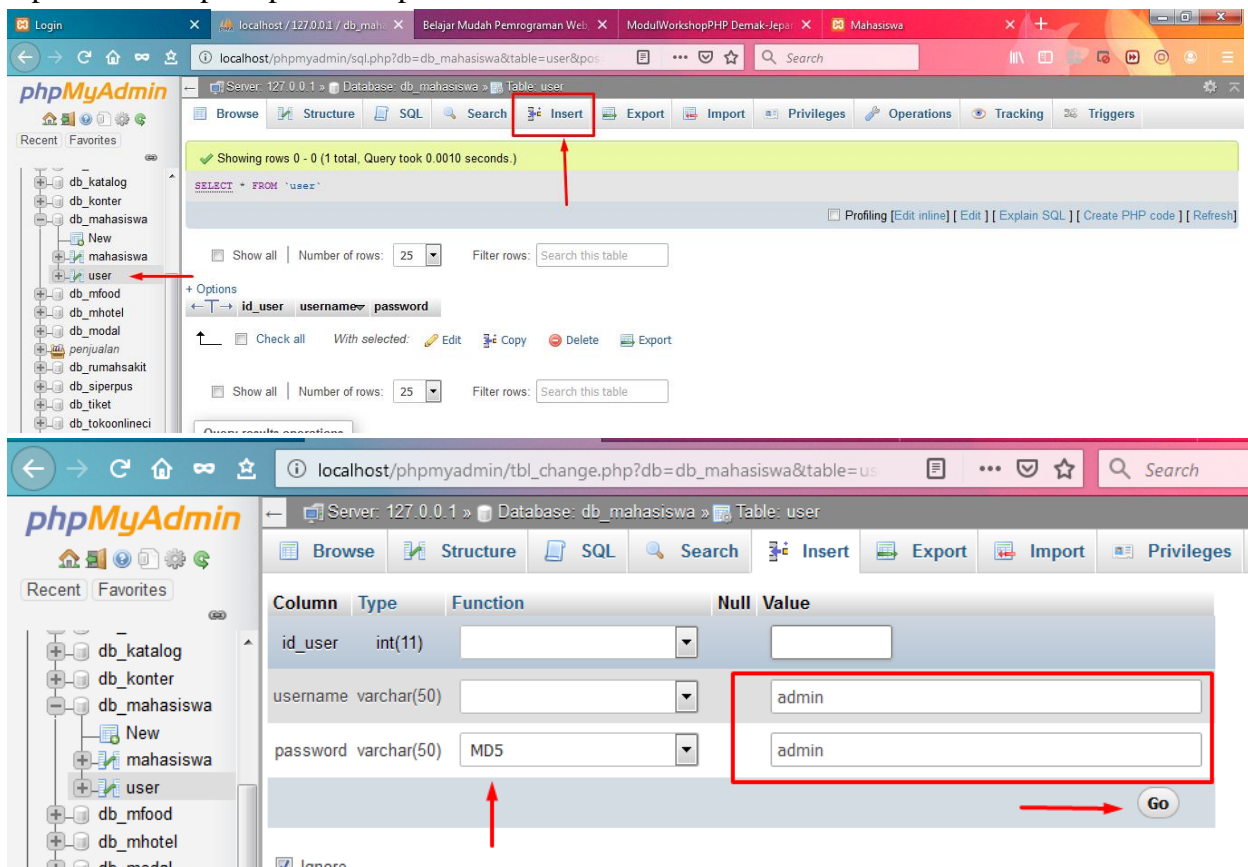 Login
localhost / 127.0.0.1 / db_maha
Belajar Mudah Pemrograman Web,
ModulWorkshopPHP Demak-Jepar
Mahasiswa
localhost/phpmyadmin/sql.php?db=db_mahasiswa&table=user&pos
Search
phpMyAdmin
Server: 127.0.0.1 » Database: db_mahasiswa » Table: user
Browse Structure SQL Search Insert Export Import Privileges Operations Tracking Triggers
Recent Favorites
Showing rows 0 - 0 (1 total, Query took 0.0010 seconds.)
SELECT * FROM `user`
Profiling [Edit inline] [ Edit ] [ Explain SQL ] [ Create PHP code ] [ Refresh]
db_katalog
db_konter
db_mahasiswa
New
mahasiswa
user
db_mfood
db_mhotel
db_modal
penjualan
db_rumahsakit
db_siperpus
db_tiket
db_tokoonlineci
Show all Number of rows: 25 Filter rows: Search this table
+ Options
←T→ id_user username password
Check all With selected: Edit Copy Delete Export
Show all Number of rows: 25 Filter rows: Search this table
Query results operations
localhost/phpmyadmin/tbl_change.php?db=db_mahasiswa&table=us
Search
phpMyAdmin
Server: 127.0.0.1 » Database: db_mahasiswa » Table: user
Browse Structure SQL Search Insert Export Import Privileges
Recent Favorites
db_katalog
db_konter
db_mahasiswa
New
mahasiswa
user
db_mfood
db_mhotel
db_modal
Column Type Function Null Value
id_user int(11)
username varchar(50) admin
password varchar(50) MD5 admin
Go
Ignore